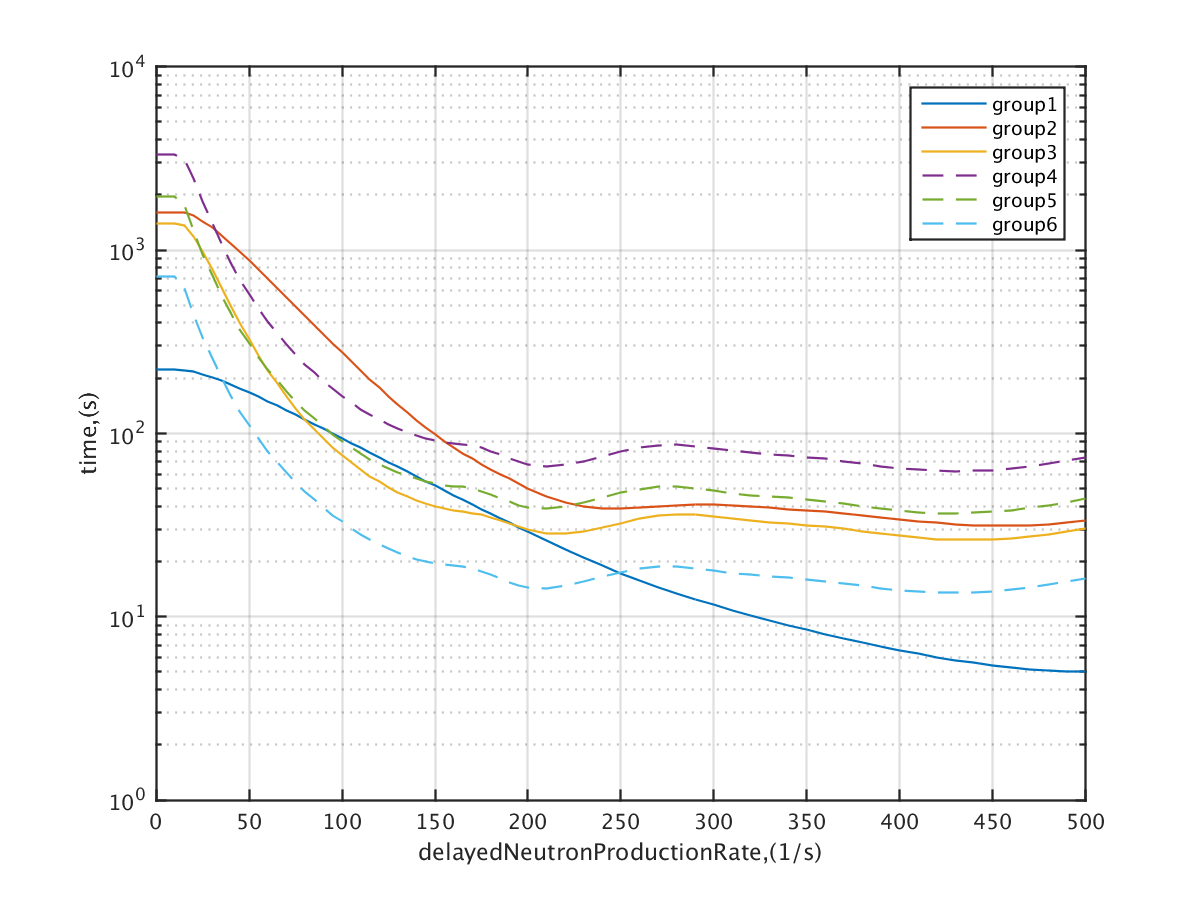 10^4
10^3
10^2
10^1
10^0
time,(s)
group1
group2
group3
group4
group5
group6
0 50 100 150 200 250 300 350 400 450 500
delayedNeutronProductionRate,(1/s)